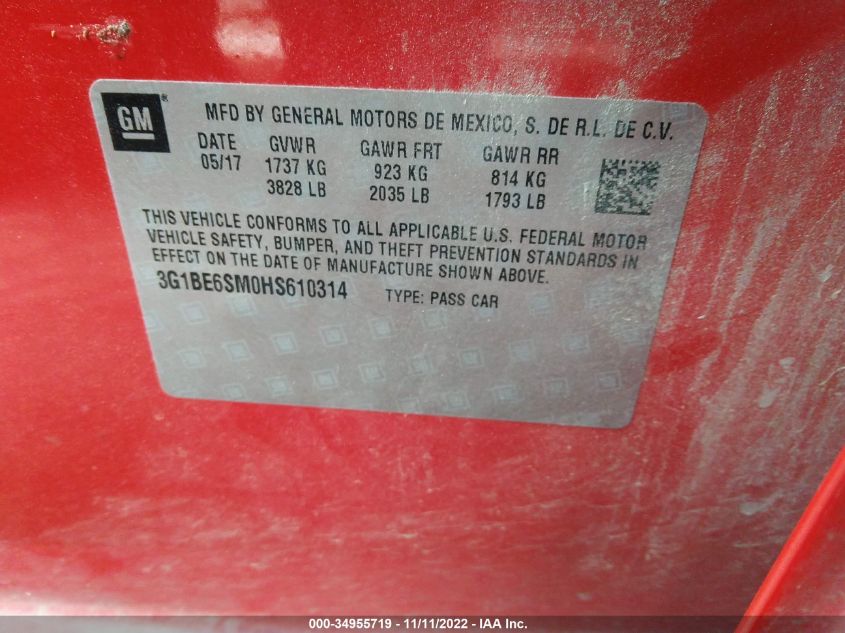 GM® MFD BY GENERAL MOTORS DE MEXICO, S. DE R.L. DE C.V.
DATE GVWR GAWR FRT GAWR RR
05/17 1737 KG 923 KG 814 KG
3828 LB 2035 LB 1793 LB
THIS VEHICLE CONFORMS TO ALL APPLICABLE U.S. FEDERAL MOTOR
VEHICLE SAFETY, BUMPER, AND THEFT PREVENTION STANDARDS IN
EFFECT ON THE DATE OF MANUFACTURE SHOWN ABOVE.
3G1BE6SM0HS610314 TYPE: PASS CAR
000-34955719 - 11/11/2022 - IAA Inc.